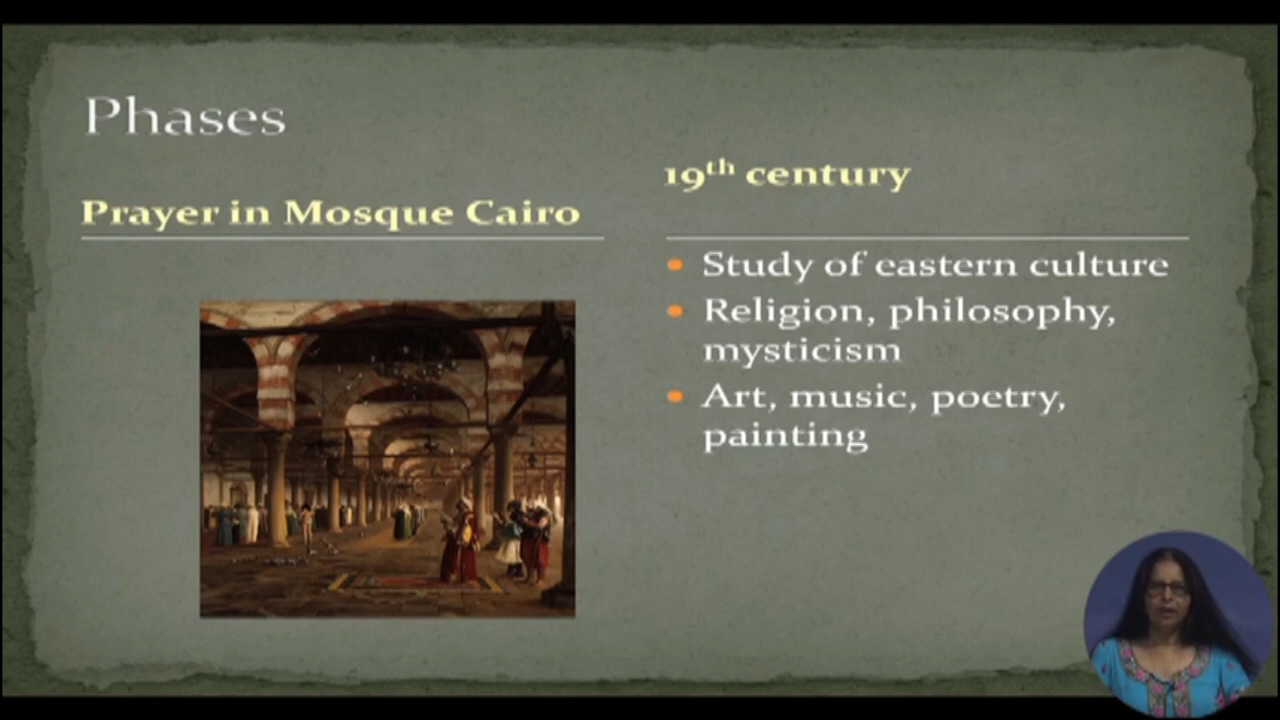 Phases
Prayer in Mosque Cairo
19th century
Study of eastern culture
Religion, philosophy,
mysticism
Art, music, poetry,
painting